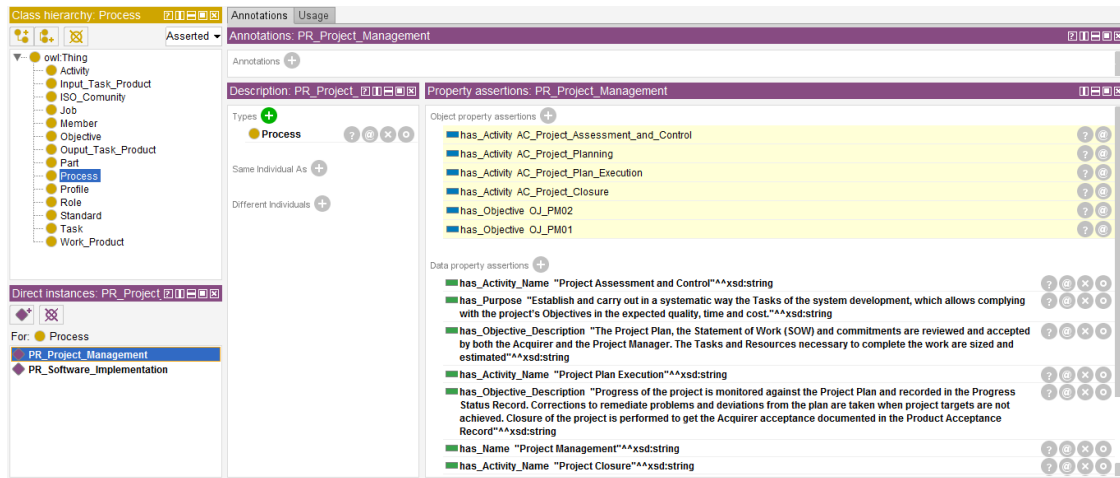 Class hierarchy: Process
Asserted
owl:Thing
Activity
Input_Task_Product
ISO_Comunity
Job
Member
Objective
Ouput_Task_Product
Part
Process
Profile
Role
Standard
Task
Work_Product
Direct instances: PR_Project_
For: Process
PR_Project_Management
PR_Software_Implementation
Annotations Usage
Annotations: PR_Project_Management
Annotations
Description: PR_Project_
Types
Process
Same Individual As
Different Individuals
Property assertions: PR_Project_Management
Object property assertions
has_Activity AC_Project_Assessment_and_Control
has_Activity AC_Project_Planning
has_Activity AC_Project_Plan_Execution
has_Activity AC_Project_Closure
has_Objective OJ_PM02
has_Objective OJ_PM01
Data property assertions
has_Activity_Name "Project Assessment and Control"^^xsd:string
has_Purpose "Establish and carry out in a systematic way the Tasks of the system development, which allows complying
with the project's Objectives in the expected quality, time and cost."^^xsd:string
has_Objective_Description "The Project Plan, the Statement of Work (SOW) and commitments are reviewed and accepted
by both the Acquirer and the Project Manager. The Tasks and Resources necessary to complete the work are sized and
estimated"^^xsd:string
has_Activity_Name "Project Plan Execution"^^xsd:string
has_Objective_Description "Progress of the project is monitored against the Project Plan and recorded in the Progress
Status Record. Corrections to remediate problems and deviations from the plan are taken when project targets are not
achieved. Closure of the project is performed to get the Acquirer acceptance documented in the Product Acceptance
Record"^^xsd:string
has_Name "Project Management"^^xsd:string
has_Activity_Name "Project Closure"^^xsd:string